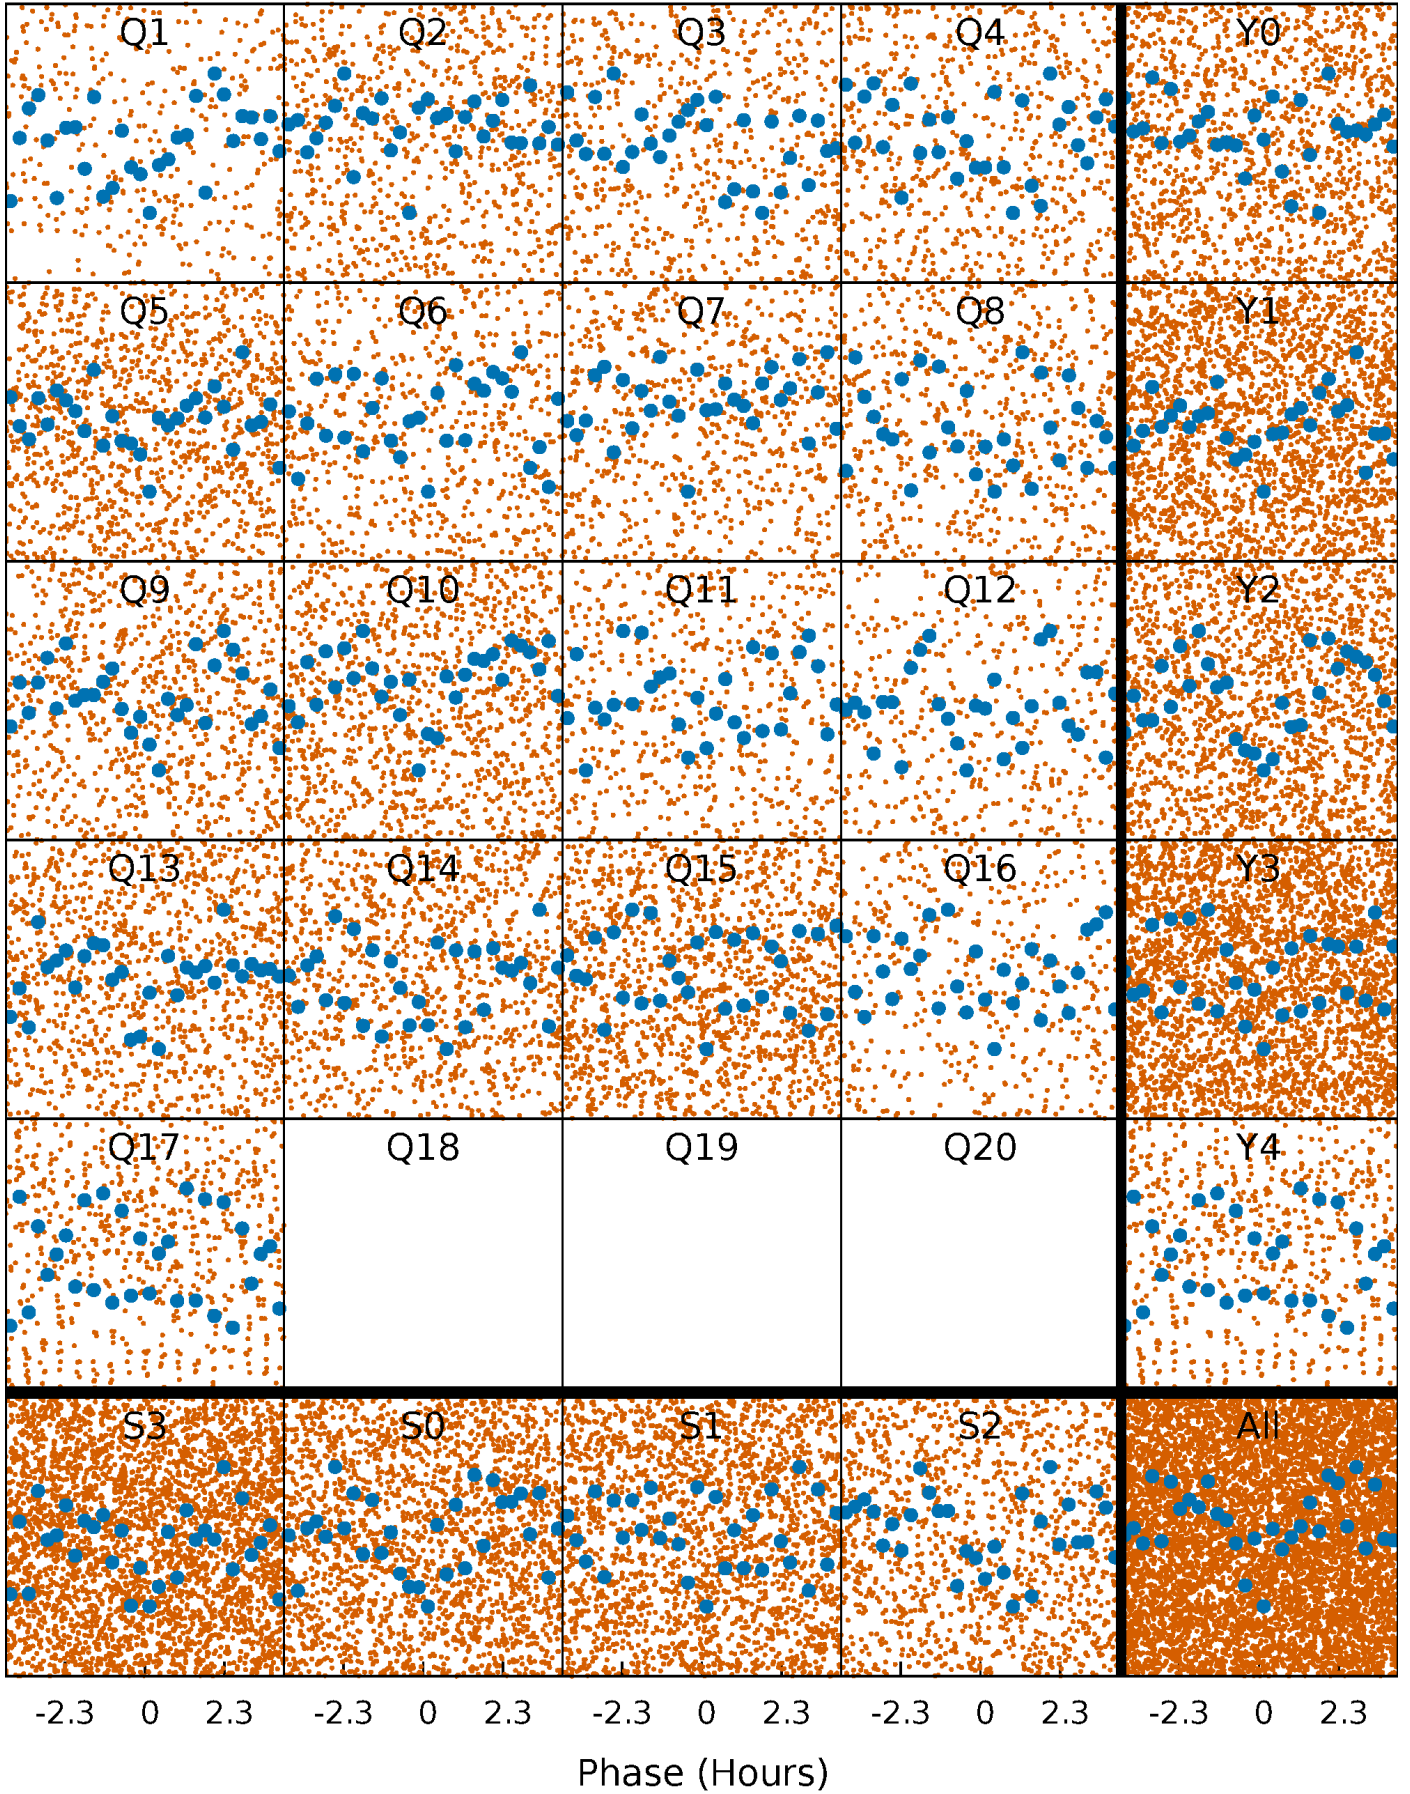 Q1 Q2 Q3 Q4 Y0
Q5 Q6 Q7 Q8 Y1
Q9 Q10 Q11 Q12 Y2
Q13 Q14 Q15 Q16 Y3
Q17 Q18 Q19 Q20 Y4
S3 S0 S1 S2 All
-2.3 0 2.3 -2.3 0 2.3 -2.3 0 2.3 -2.3 0 2.3 -2.3 0 2.3
Phase (Hours)